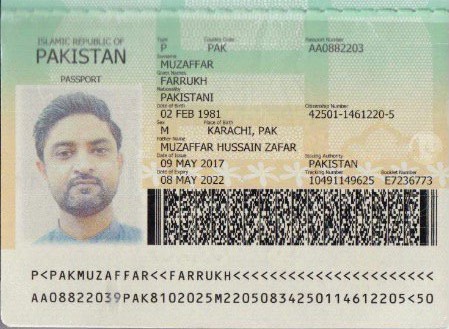 ISLAMIC REPUBLIC OF
PAKISTAN
PASSPORT
Type Country Code Passport Number
P PAK AA0882203
Surname
MUZAFFAR
Given Names
FARRUKH
Nationality
PAKISTANI
Date of Birth Citizenship Number
02 FEB 1981 42501-1461220-5
Sex Place of Birth
M KARACHI, PAK
Father Name
MUZAFFAR HUSSAIN ZAFAR
Date of Issue Issuing Authority
09 MAY 2017 PAKISTAN
Date of Expiry Tracking Number Booklet Number
08 MAY 2022 10491149625 E7236773
P<PAKMUZAFFAR<<FARRUKH<<<<<<<<<<<<<<<<<<<<<<
AA08822039PAK8102025M22050834250114612205<50